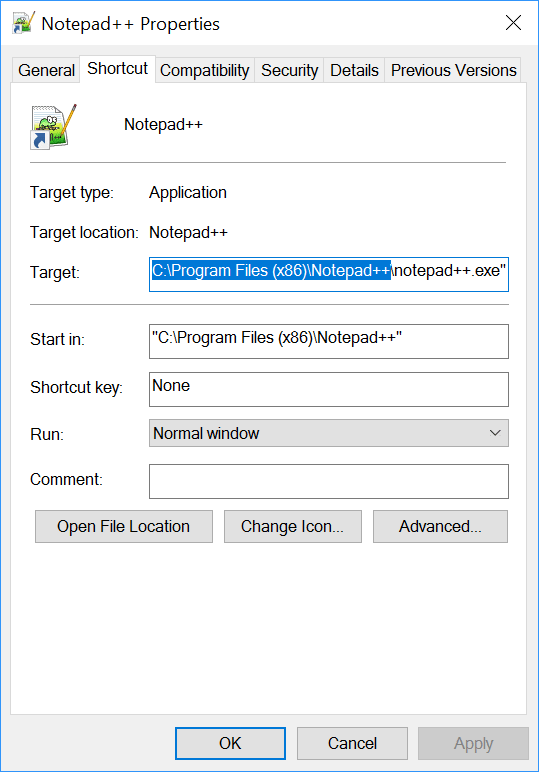 Notepad++ Properties
General Shortcut Compatibility Security Details Previous Versions
Notepad++
Target type: Application
Target location: Notepad++
Target: C:\Program Files (x86)\Notepad++\notepad++.exe"
Start in: "C:\Program Files (x86)\Notepad++"
Shortcut key: None
Run: Normal window
Comment:
Open File Location Change Icon... Advanced...
OK Cancel Apply